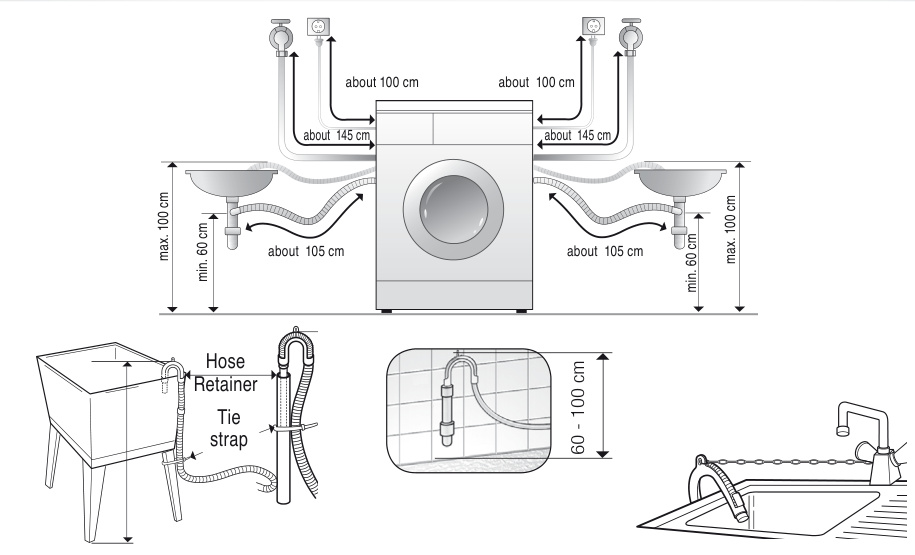 about 100 cm
about 100 cm
about 145 cm
about 145 cm
max. 100 cm
min. 60 cm
about 105 cm
about 105 cm
min. 60 cm
max. 100 cm
Hose
Retainer
Tie
strap
60 - 100 cm